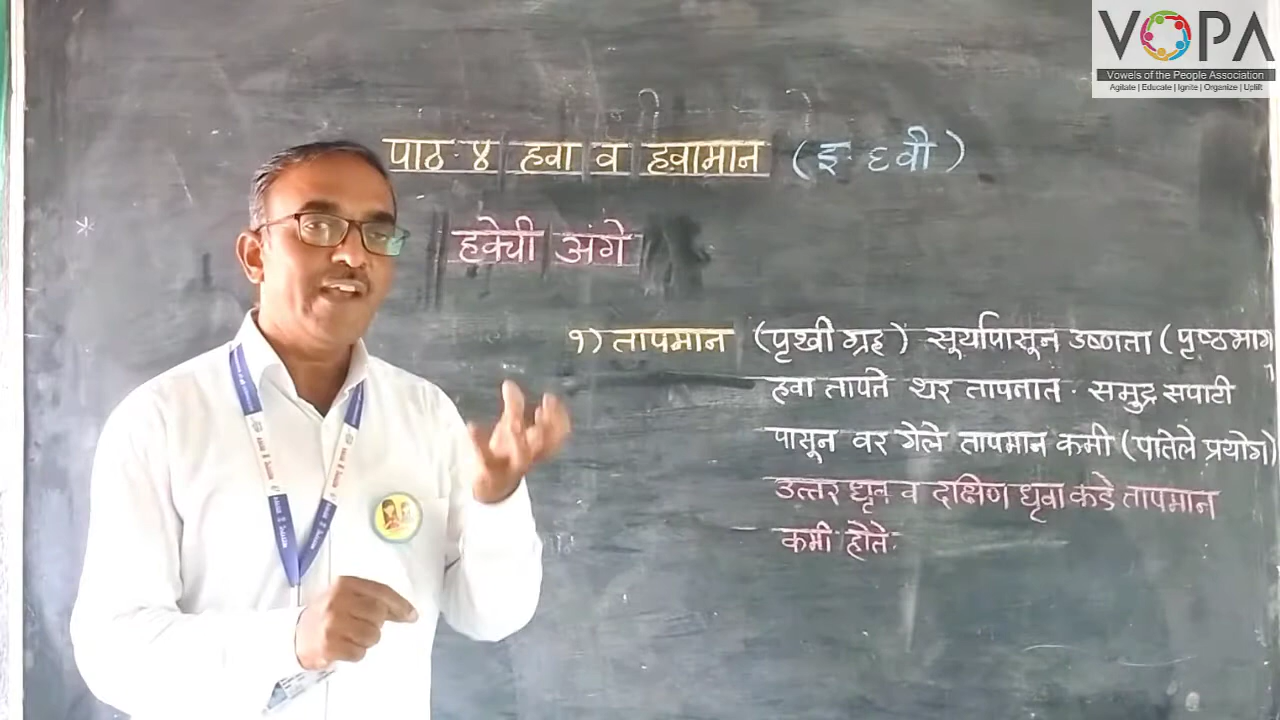 VOPA
Vowels of the People Association
Agitate | Educate | Ignite | Organize | Uplift
पाठ ४ हवा व हवामान (इ. ६वी)
हवेची अंगे
१) तापमान (पृथ्वी ग्रह) सूर्यापासून उष्णता (पृष्ठभाग
हवा तापते थर तापतात. समुद्र सपाटी
पासून वर गेले तापमान कमी (पातेले प्रयोग)
उत्तर धृव व दक्षिण धृवा कडे तापमान
कमी होते.